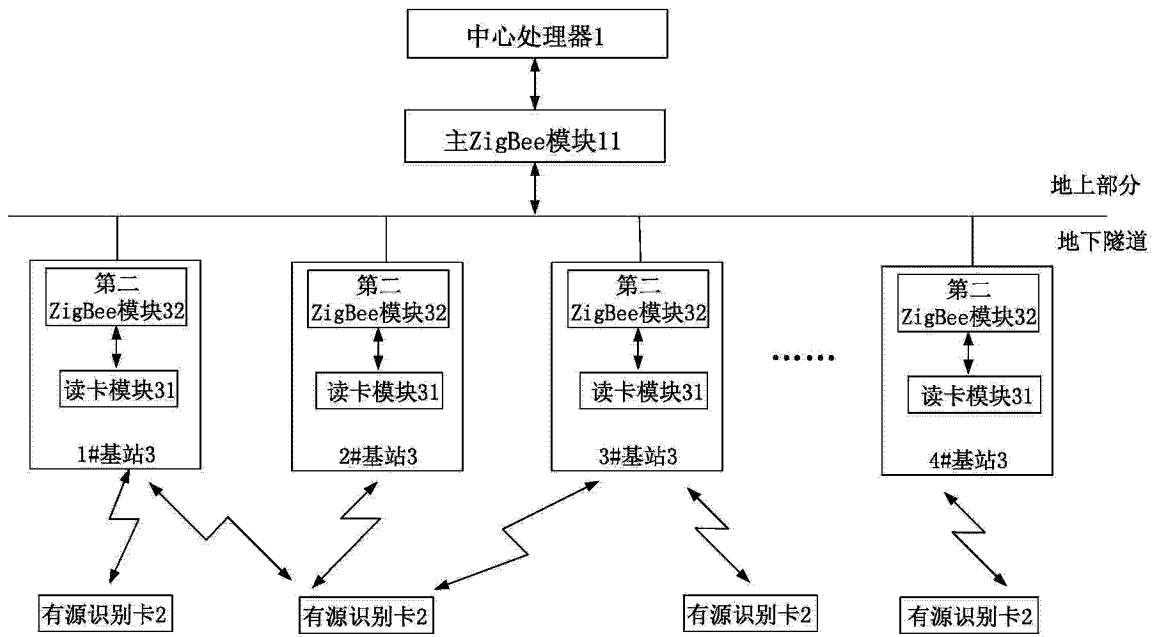 中心处理器1
主ZigBee模块11
地上部分
地下隧道
第二
ZigBee模块32
读卡模块31
1#基站3
第二
ZigBee模块32
读卡模块31
2#基站3
第二
ZigBee模块32
读卡模块31
3#基站3
......
第二
ZigBee模块32
读卡模块31
4#基站3
有源识别卡2
有源识别卡2
有源识别卡2
有源识别卡2